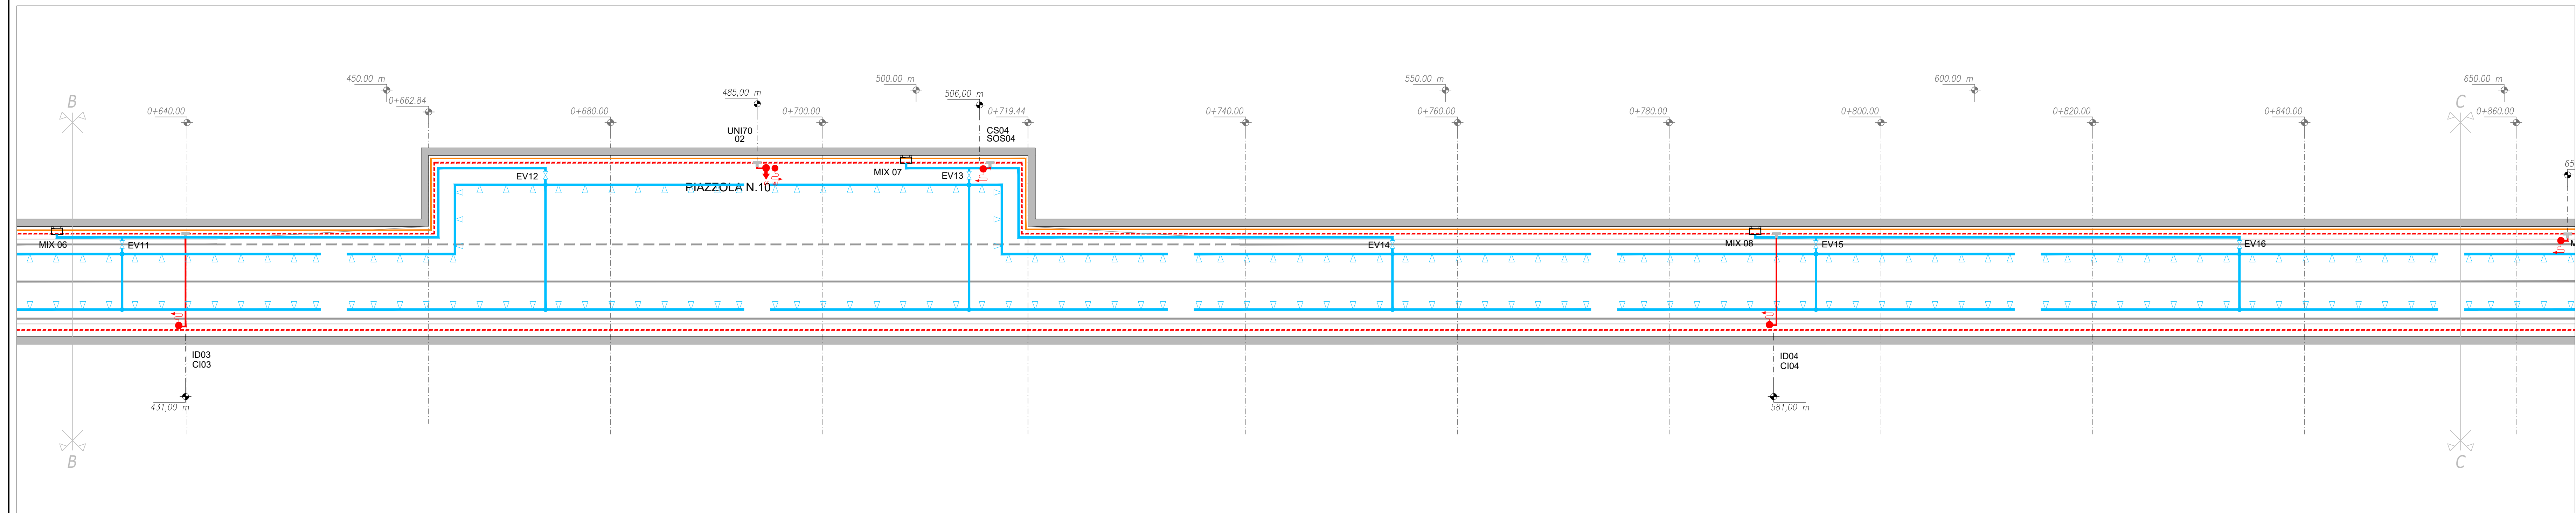 450.00 m
500.00 m
550.00 m
600.00 m
650.00 m
485,00 m
506,00 m
B
0+640.00
0+662.84
0+680.00
0+700.00
0+719.44
0+740.00
0+760.00
0+780.00
0+800.00
0+820.00
0+840.00
C
0+860.00
UNI70
02
CS04
SOS04
EV12
MIX 07
EV13
PIAZZOLA N.10
MIX 06
EV11
EV14
MIX 08
EV15
EV16
ID03
CI03
431,00 m
ID04
CI04
581,00 m
B
C